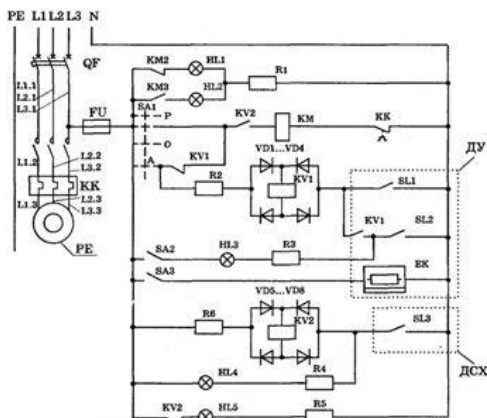 PE L1 L2 L3 N
QF
L1.1
L2.1
L3.1
FU
KM2
HL1
R1
KM3
HL2
SA1
P
KV2
KM
KK
O
A
KV1
VD1...VD4
ДУ
L1.2
L2.2
L3.2
R2
KV1
SL1
KK
L1.3
L2.3
L3.3
KV1
SL2
PE
SA2
HL3
R3
SA3
EK
VD5...VD8
R6
KV2
SL3
HL4
R4
ДСХ
KV2
HL5
R5